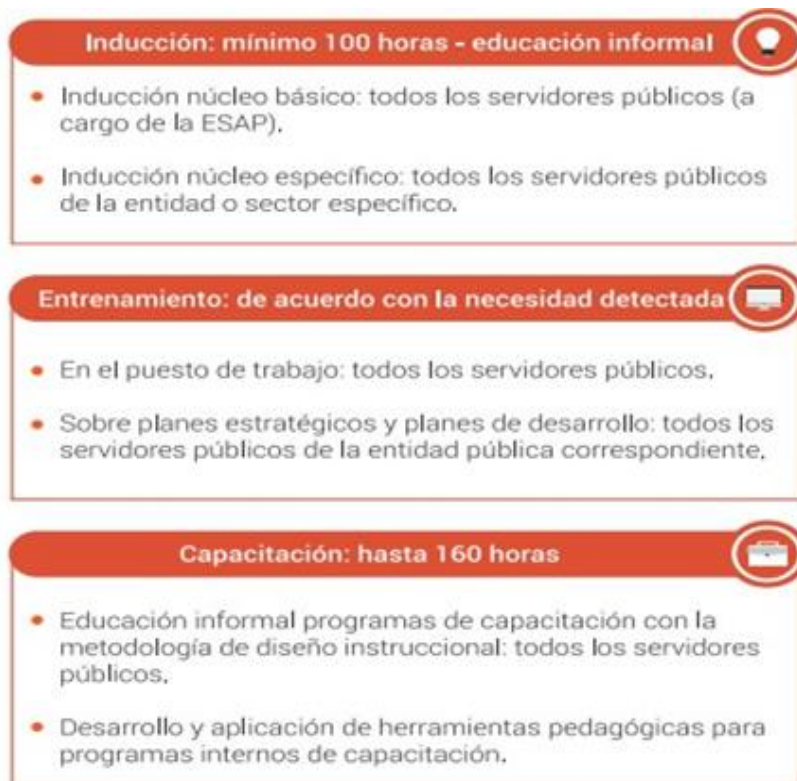 Inducción: mínimo 100 horas - educación informal
Inducción núcleo básico: todos los servidores públicos (a
cargo de la ESAP).
Inducción núcleo específico: todos los servidores públicos
de la entidad o sector específico.
Entrenamiento: de acuerdo con la necesidad detectada
En el puesto de trabajo: todos los servidores públicos.
Sobre planes estratégicos y planes de desarrollo: todos los
servidores públicos de la entidad pública correspondiente.
Capacitación: hasta 160 horas
Educación informal programas de capacitación con la
metodología de diseño instruccional: todos los servidores
públicos.
Desarrollo y aplicación de herramientas pedagógicas para
programas internos de capacitación.